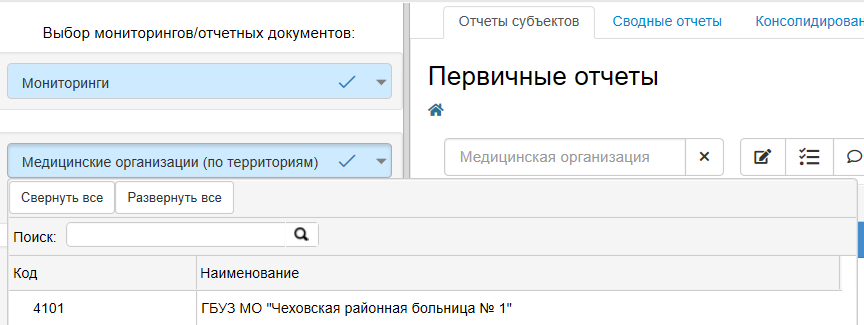 Выбор мониторингов/отчетных документов:
Мониторинги
Медицинские организации (по территориям)
Свернуть все Развернуть все
Поиск:
Код Наименование
4101 ГБУЗ МО "Чеховская районная больница № 1"
Отчеты субъектов Сводные отчеты Консолидирован
Первичные отчеты
Медицинская организация